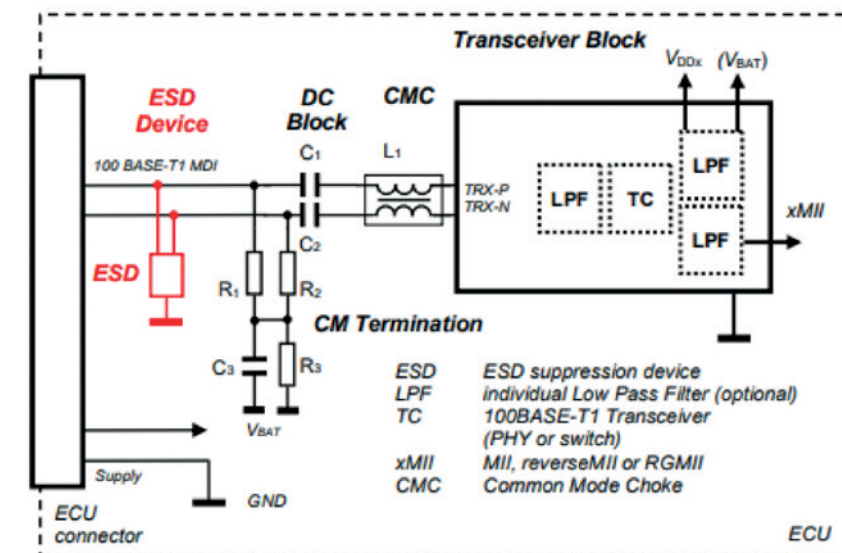 Transceiver Block
VDDx (VBAT)
ESD Device
DC Block
CMC
C1
L1
100 BASE-T1 MDI
TRX-P
TRX-N
LPF
TC
LPF
LPF
xMII
C2
ESD
R1
R2
CM Termination
C3
R3
VBAT
ESD ESD suppression device
LPF individual Low Pass Filter (optional)
TC 100BASE-T1 Transceiver
(PHY or switch)
xMII MII, reverseMII or RGMII
CMC Common Mode Choke
Supply
GND
ECU
connector
ECU